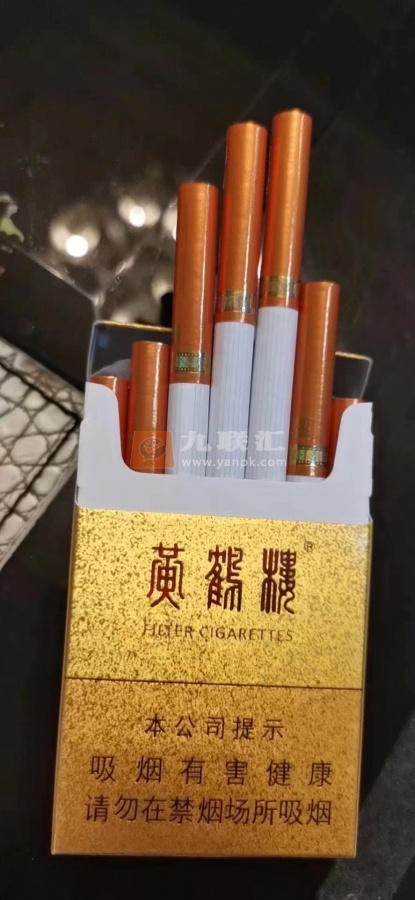 九联汇
www.yanpk.com
黄鹤楼®
FILTER CIGARETTES
本公司提示
吸烟有害健康
请勿在禁烟场所吸烟